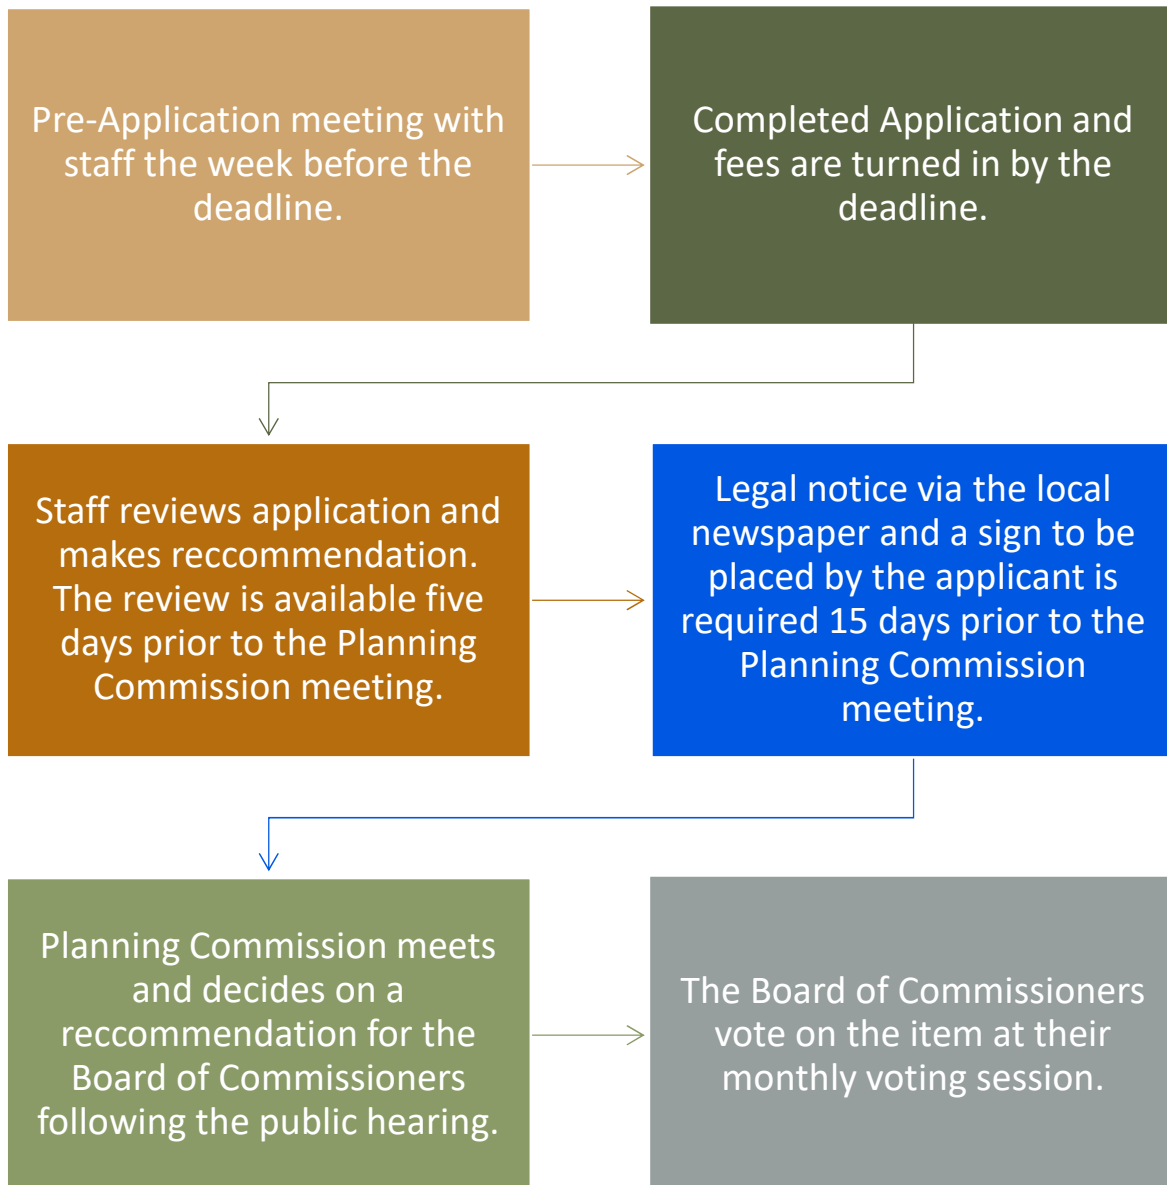 Pre-Application meeting with
staff the week before the
deadline.
Completed Application and
fees are turned in by the
deadline.
Staff reviews application and
makes reccommendation.
The review is available five
days prior to the Planning
Commission meeting.
Legal notice via the local
newspaper and a sign to be
placed by the applicant is
required 15 days prior to the
Planning Commission
meeting.
Planning Commission meets
and decides on a
reccommendation for the
Board of Commissioners
following the public hearing.
The Board of Commissioners
vote on the item at their
monthly voting session.